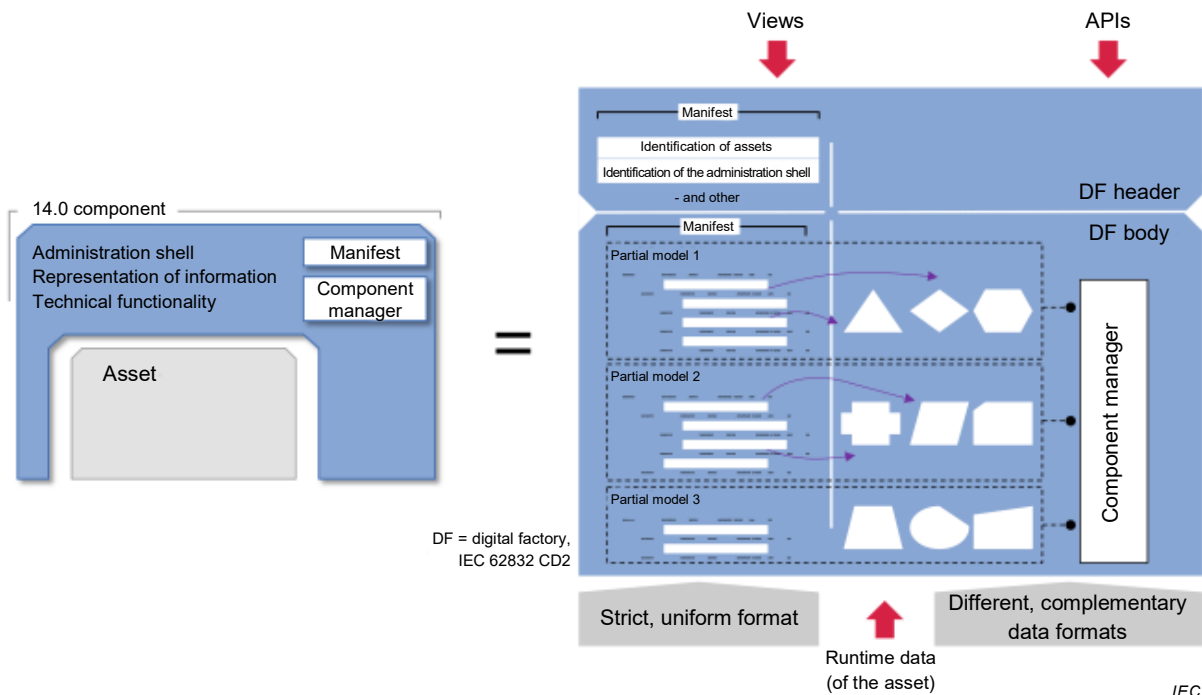 Views
APIs
Manifest
Identification of assets
Identification of the administration shell
- and other
DF header
14.0 component
Administration shell
Representation of information
Technical functionality
Manifest
Component
manager
Asset
=
Manifest
DF body
Partial model 1
Partial model 2
Partial model 3
Component manager
DF = digital factory,
IEC 62832 CD2
Strict, uniform format
Different, complementary
data formats
Runtime data
(of the asset)
IEC